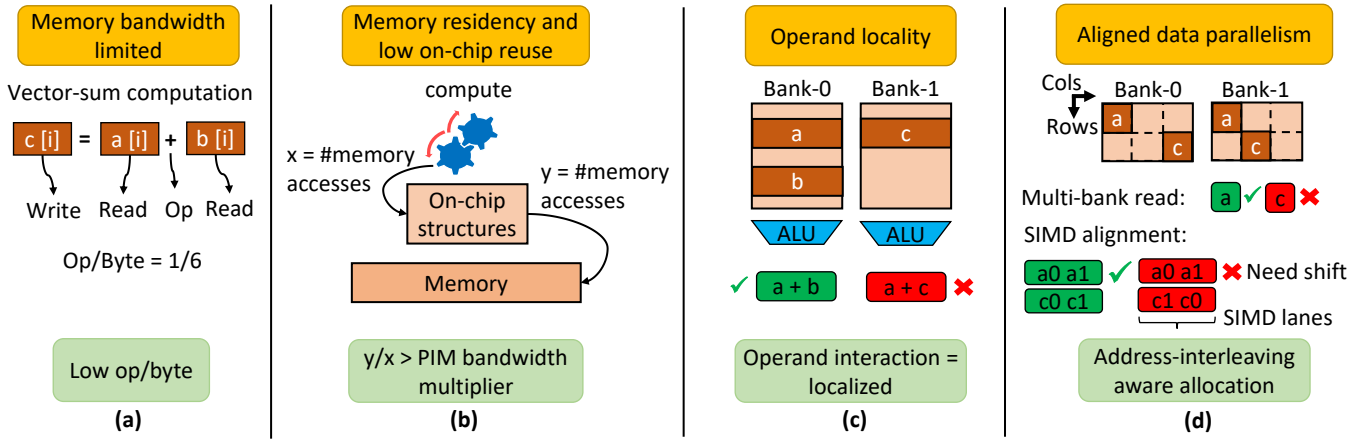 Memory bandwidth
limited
Vector-sum computation
c [i] = a [i] + b [i]
Write Read Op Read
Op/Byte = 1/6
Low op/byte
(a)
Memory residency and
low on-chip reuse
compute
x = #memory
accesses
y = #memory
accesses
On-chip
structures
Memory
y/x > PIM bandwidth
multiplier
(b)
Operand locality
Bank-0 Bank-1
a c
b
ALU ALU
✓ a + b a + c ✖
Operand interaction =
localized
(c)
Aligned data parallelism
Cols Bank-0 Bank-1
Rows
a a
c c
Multi-bank read: a ✓ c ✖
SIMD alignment:
a0 a1 ✓ a0 a1 ✖ Need shift
c0 c1 c1 c0
SIMD lanes
Address-interleaving
aware allocation
(d)